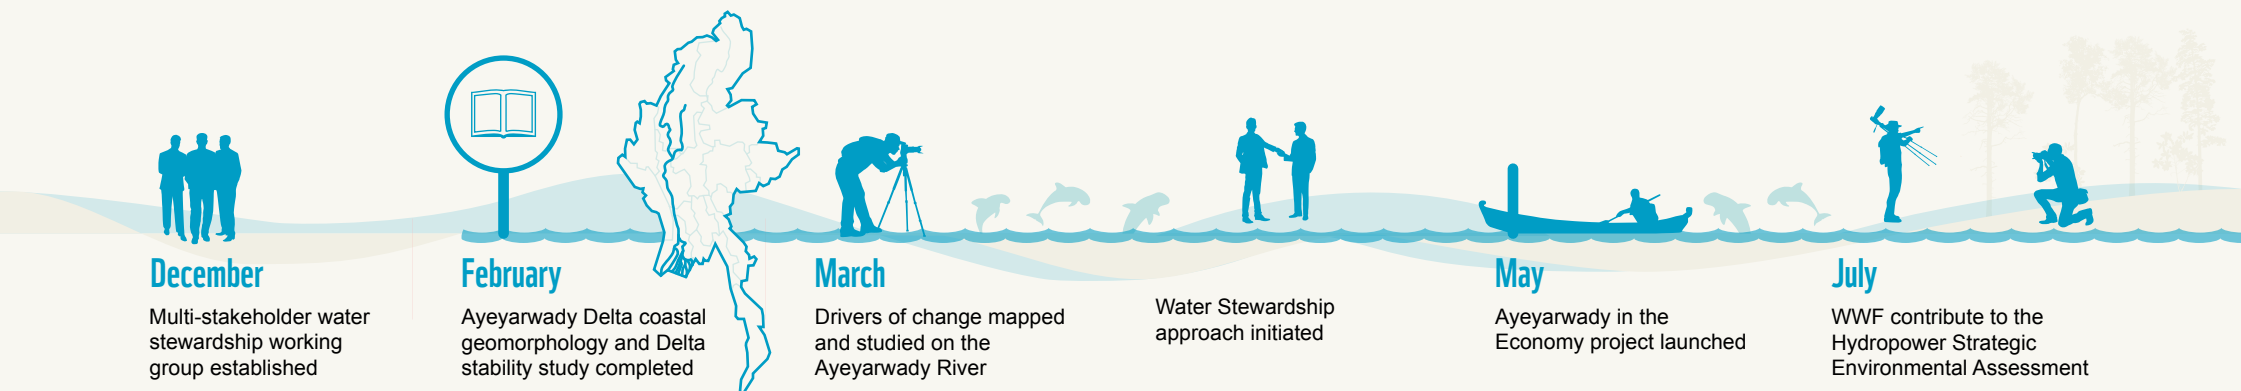 December
Multi-stakeholder water
stewardship working
group established
February
Ayeyarwady Delta coastal
geomorphology and Delta
stability study completed
March
Drivers of change mapped
and studied on the
Ayeyarwady River
Water Stewardship
approach initiated
May
Ayeyarwady in the
Economy project launched
July
WWF contribute to the
Hydropower Strategic
Environmental Assessment